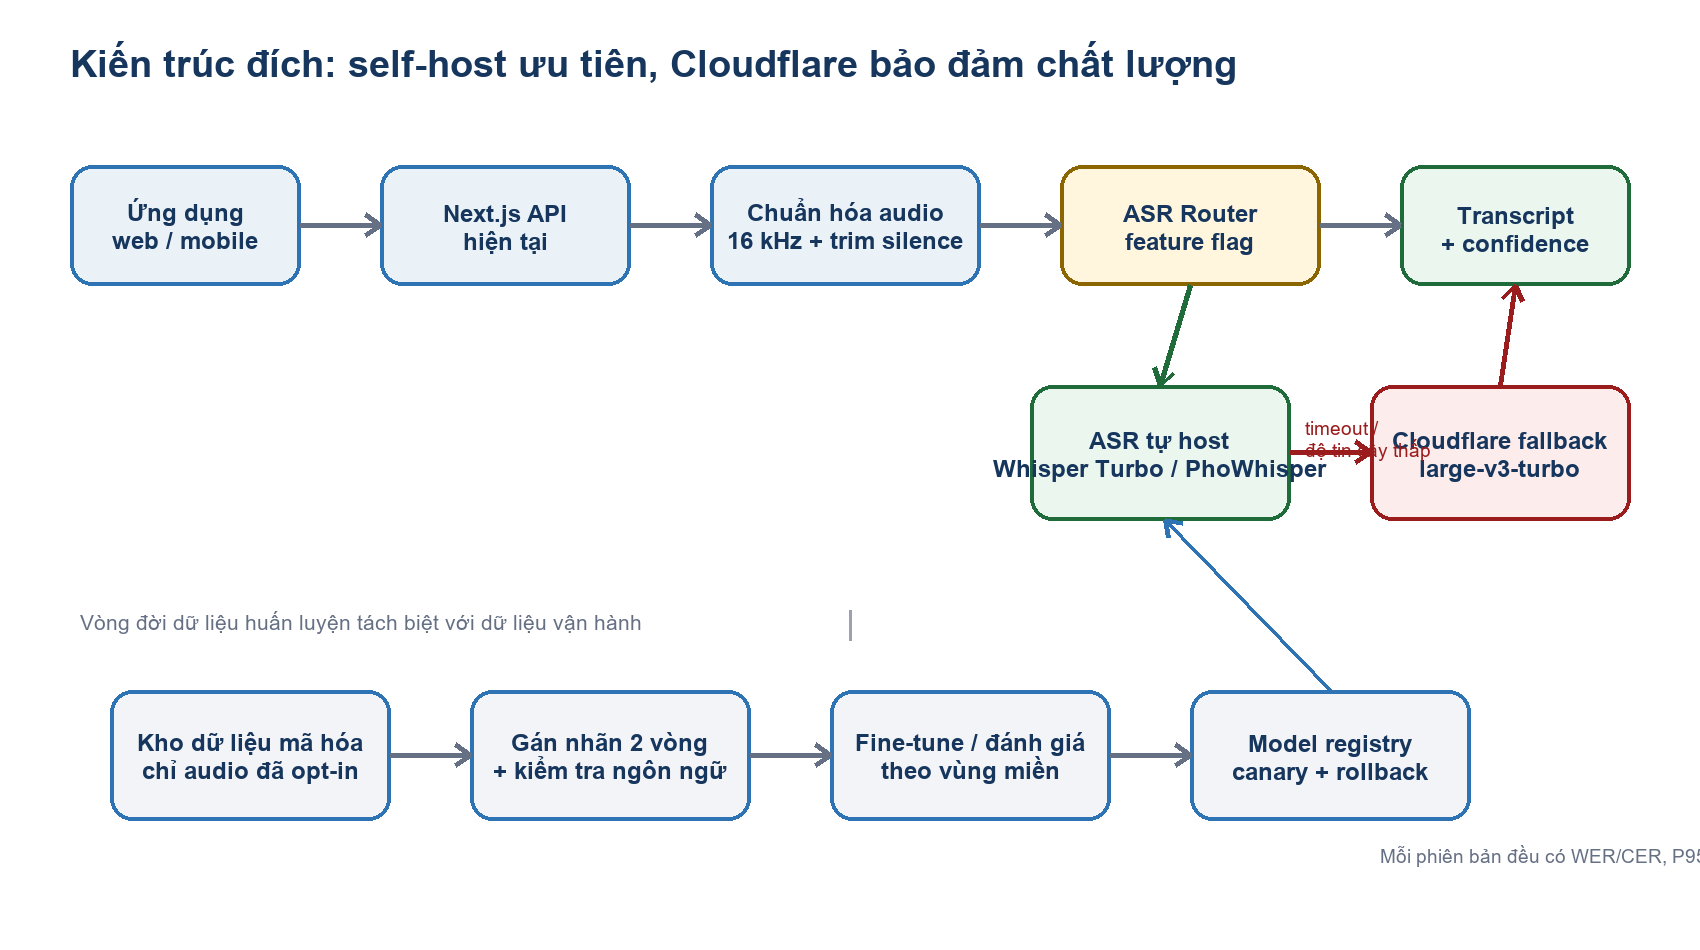 Kiến trúc đích: self-host ưu tiên, Cloudflare bảo đảm chất lượng
Ứng dụng
web / mobile
Next.js API
hiện tại
Chuẩn hóa audio
16 kHz + trim silence
ASR Router
feature flag
Transcript
+ confidence
ASR tự host
Whisper Turbo / PhoWhisper
timeout /
độ tin cậy thấp
Cloudflare fallback
large-v3-turbo
Vòng đời dữ liệu huấn luyện tách biệt với dữ liệu vận hành
Kho dữ liệu mã hóa
chỉ audio đã opt-in
Gán nhãn 2 vòng
+ kiểm tra ngôn ngữ
Fine-tune / đánh giá
theo vùng miền
Model registry
canary + rollback
Mỗi phiên bản đều có WER/CER, P95